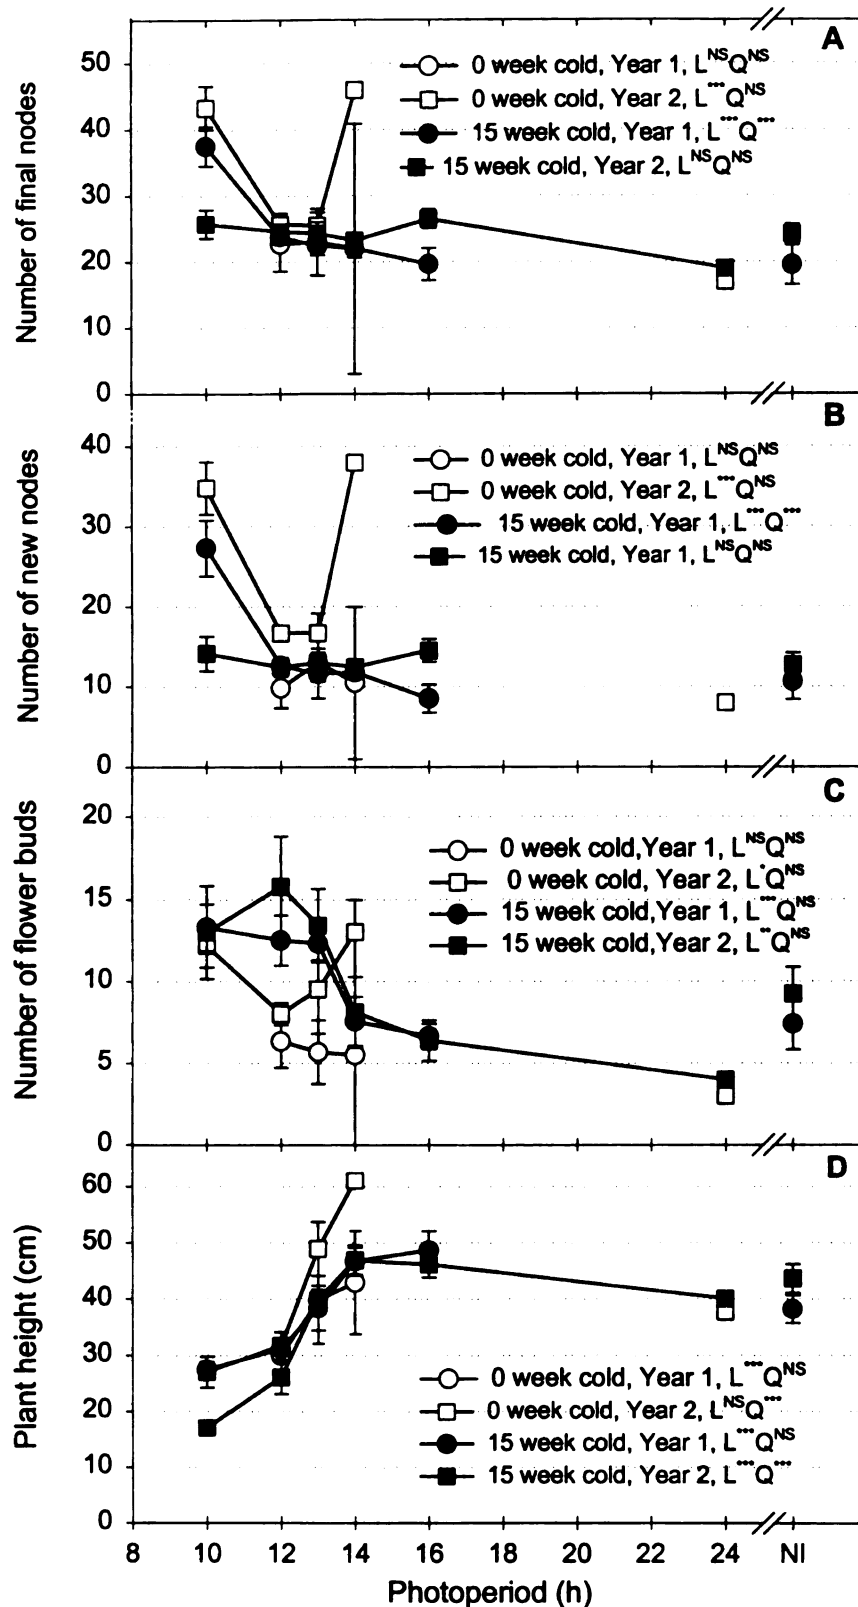 A
50
40
30
20
10
0
Number of final nodes
0 week cold, Year 1, L^NS Q^NS
0 week cold, Year 2, L^*** Q^NS
15 week cold, Year 1, L^*** Q^***
15 week cold, Year 2, L^NS Q^NS
B
40
30
20
10
0
Number of new nodes
0 week cold, Year 1, L^NS Q^NS
0 week cold, Year 2, L^*** Q^NS
15 week cold, Year 1, L^*** Q^***
15 week cold, Year 1, L^NS Q^NS
C
20
15
10
5
0
Number of flower buds
0 week cold,Year 1, L^NS Q^NS
0 week cold, Year 2, L^* Q^NS
15 week cold,Year 1, L^*** Q^NS
15 week cold,Year 2, L^** Q^NS
D
60
50
40
30
20
10
0
Plant height (cm)
0 week cold, Year 1, L^*** Q^NS
0 week cold, Year 2, L^NS Q^***
15 week cold, Year 1, L^*** Q^NS
15 week cold, Year 2, L^*** Q^***
8 10 12 14 16 18 20 22 24 NI
Photoperiod (h)